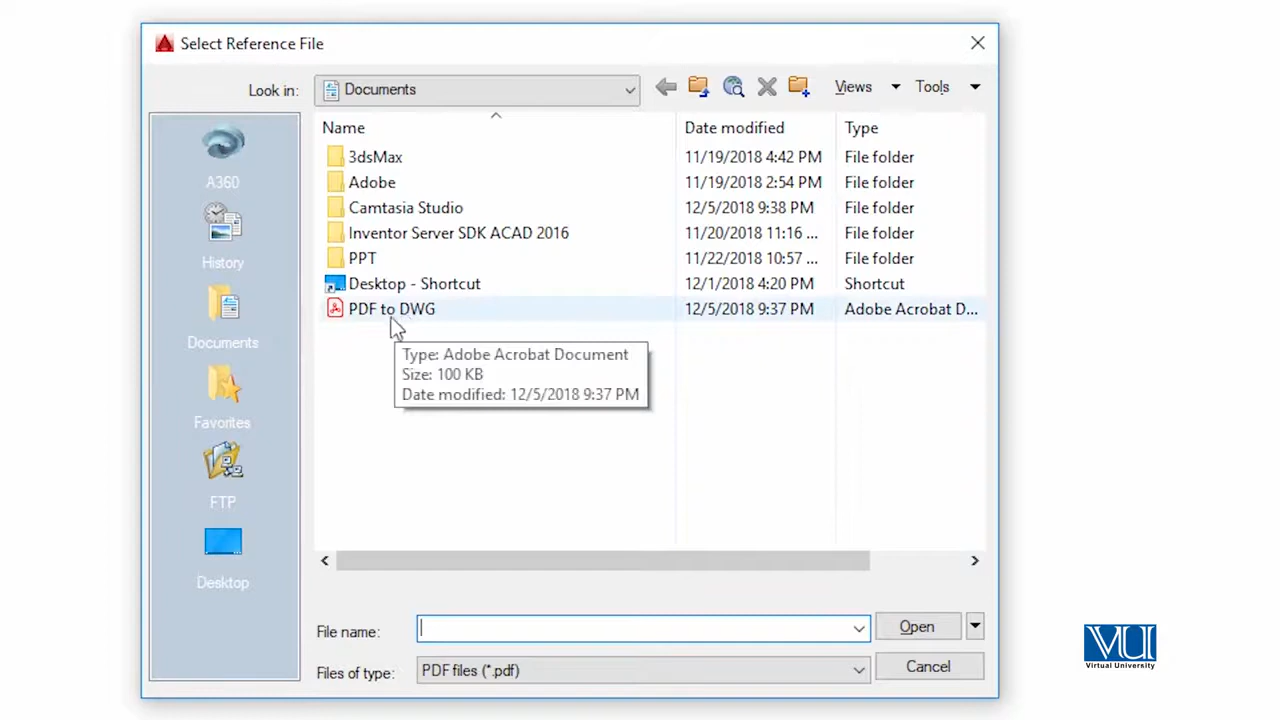 Select Reference File
Look in: Documents Views Tools
Name Date modified Type
3dsMax 11/19/2018 4:42 PM File folder
Adobe 11/19/2018 2:54 PM File folder
Camtasia Studio 12/5/2018 9:38 PM File folder
Inventor Server SDK ACAD 2016 11/20/2018 11:16 ... File folder
PPT 11/22/2018 10:57 ... File folder
Desktop - Shortcut 12/1/2018 4:20 PM Shortcut
PDF to DWG 12/5/2018 9:37 PM Adobe Acrobat D...
Type: Adobe Acrobat Document
Size: 100 KB
Date modified: 12/5/2018 9:37 PM
A360
History
Documents
Favorites
FTP
Desktop
File name: Open
Files of type: PDF files (*.pdf) Cancel
VU
Virtual University